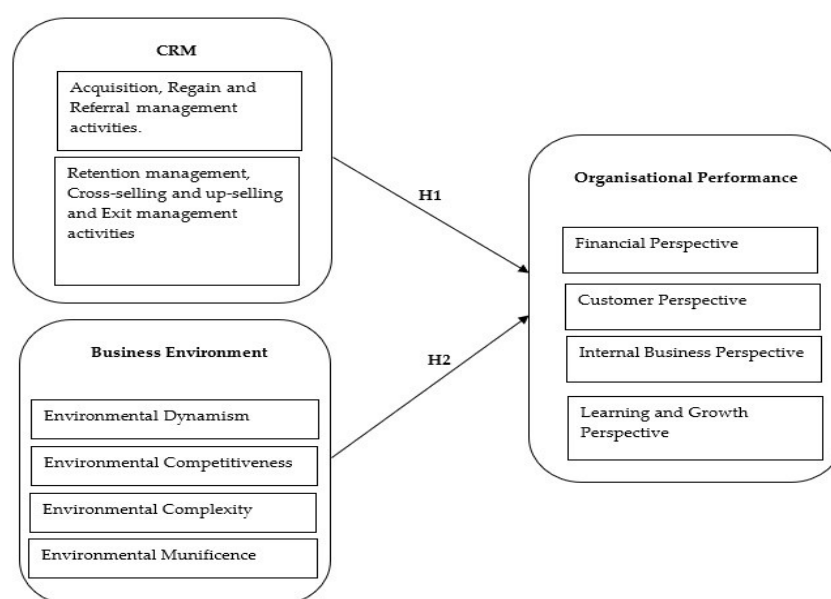 CRM
Acquisition, Regain and
Referral management
activities.
Retention management,
Cross-selling and up-selling
and Exit management
activities
H1
Organisational Performance
Financial Perspective
Customer Perspective
Internal Business Perspective
Learning and Growth
Perspective
Business Environment
H2
Environmental Dynamism
Environmental Competitiveness
Environmental Complexity
Environmental Munificence